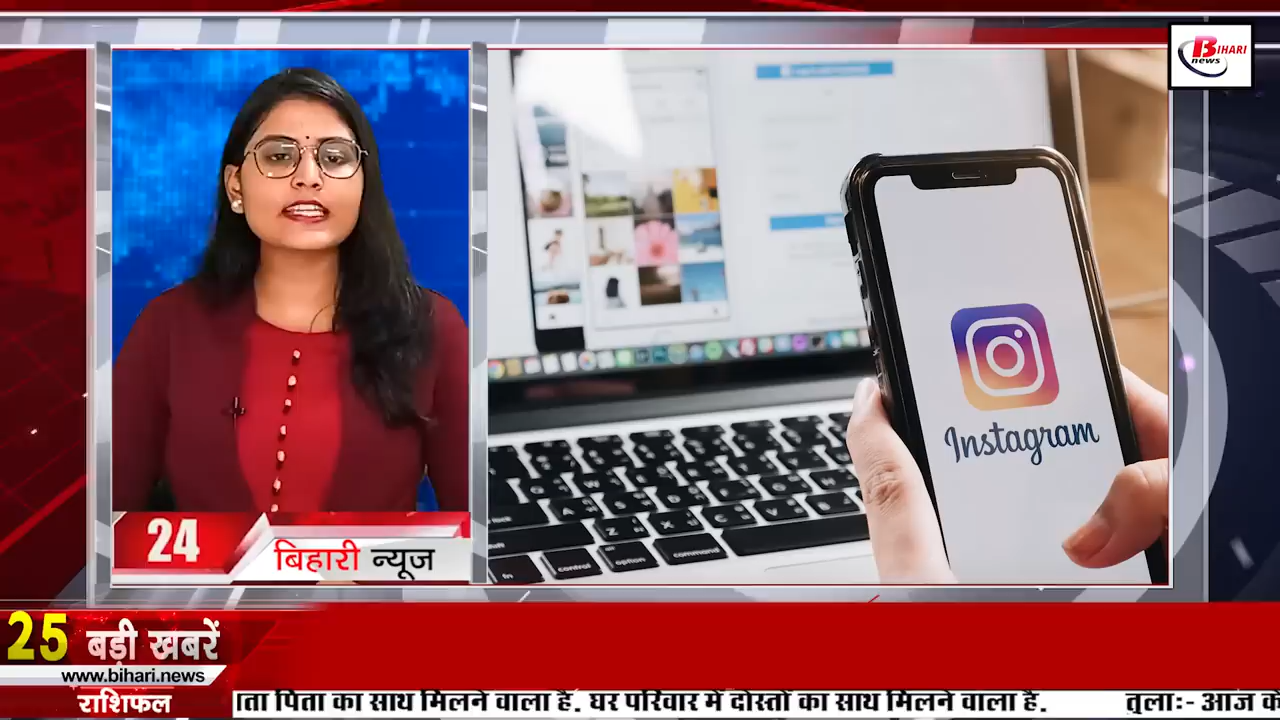 BIHARI
news
Instagram
24
बिहारी न्यूज
25 बड़ी खबरें
www.bihari.news
राशिफल
ता पिता का साथ मिलने वाला है. घर परिवार में दोस्तों का साथ मिलने वाला है. तुला:- आज